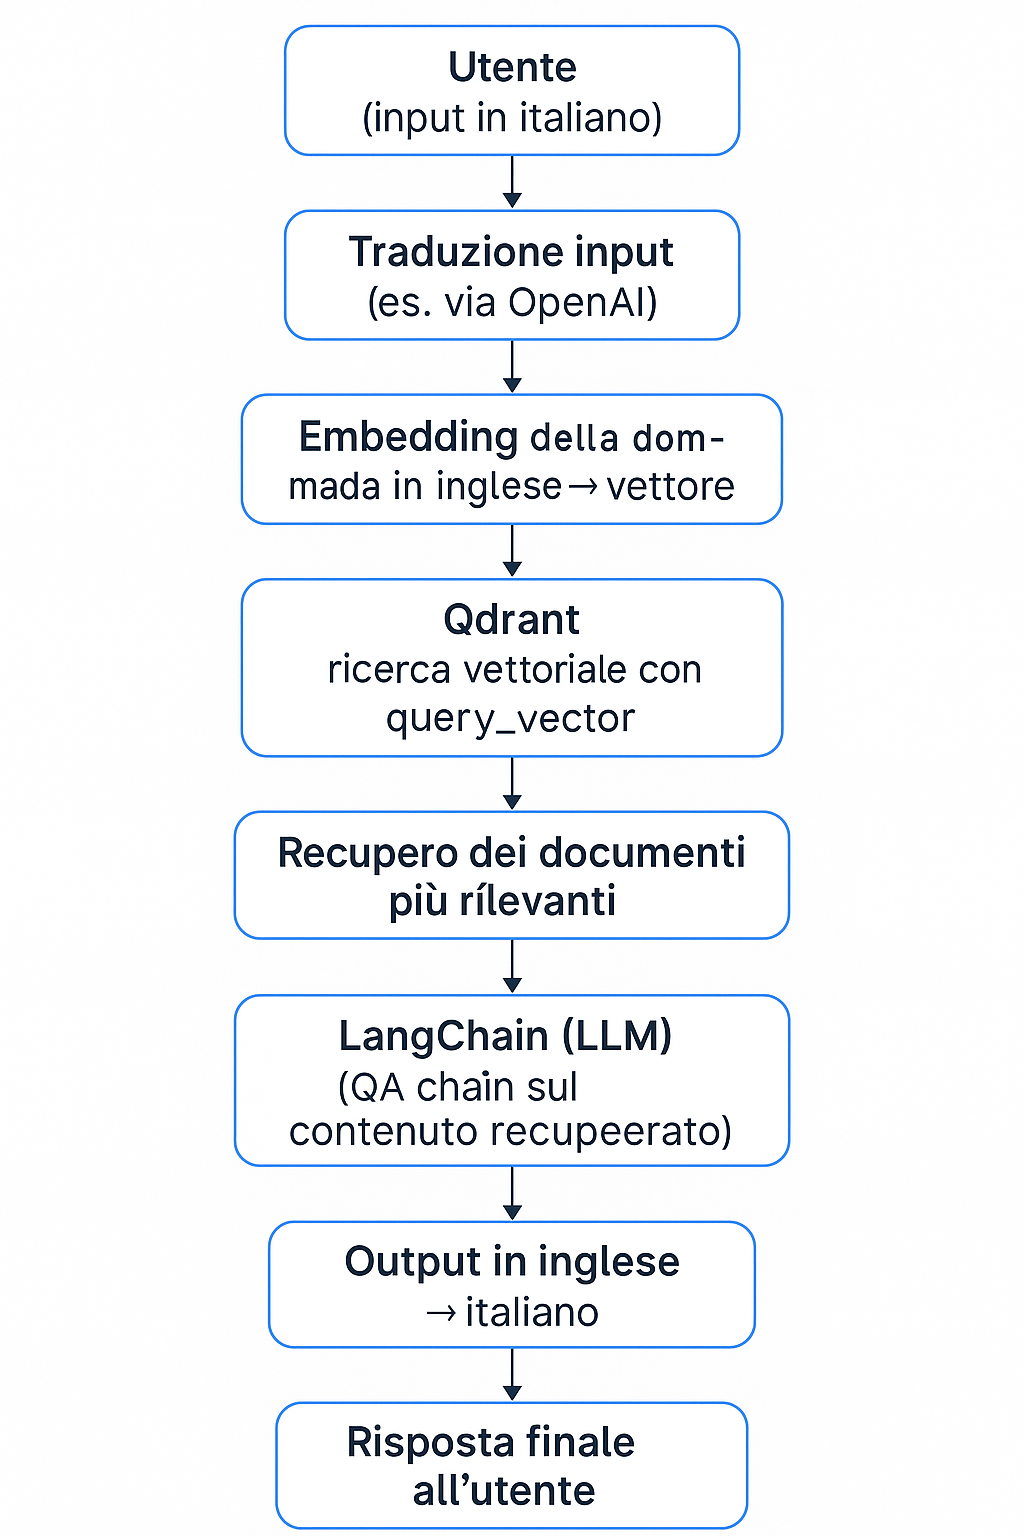 Utente
(input in italiano)
Traduzione input
(es. via OpenAI)
Embedding della dom-
mada in inglese → vettore
Qdrant
ricerca vettoriale con
query_vector
Recupero dei documenti
più rílevanti
LangChain (LLM)
(QA chain sul
contenuto recupeerato)
Output in inglese
→ italiano
Risposta finale
all’utente